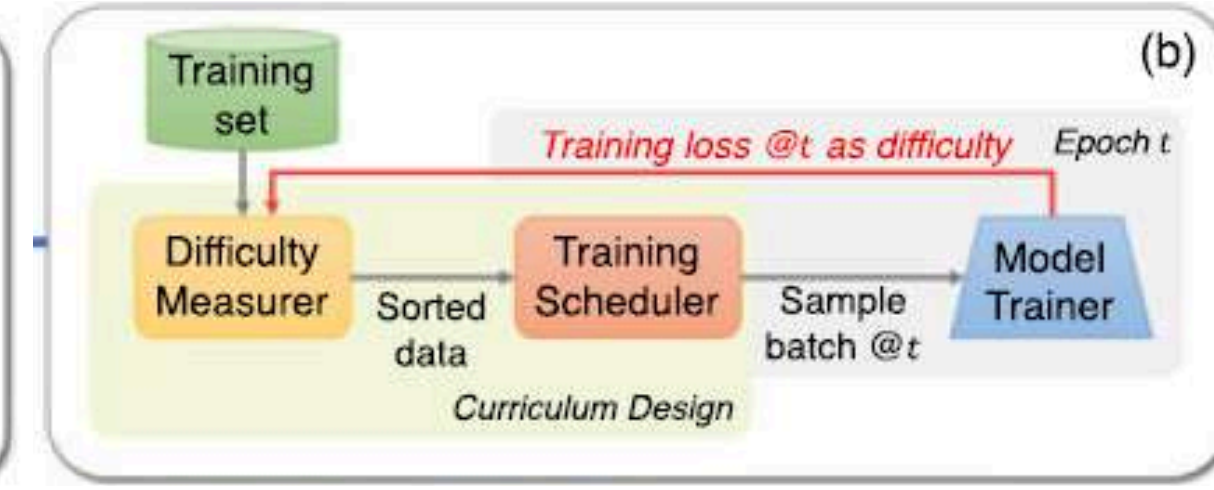 (b)
Training
set
Training loss @t as difficulty
Epoch t
Difficulty
Measurer
Sorted
data
Training
Scheduler
Sample
batch @t
Model
Trainer
Curriculum Design